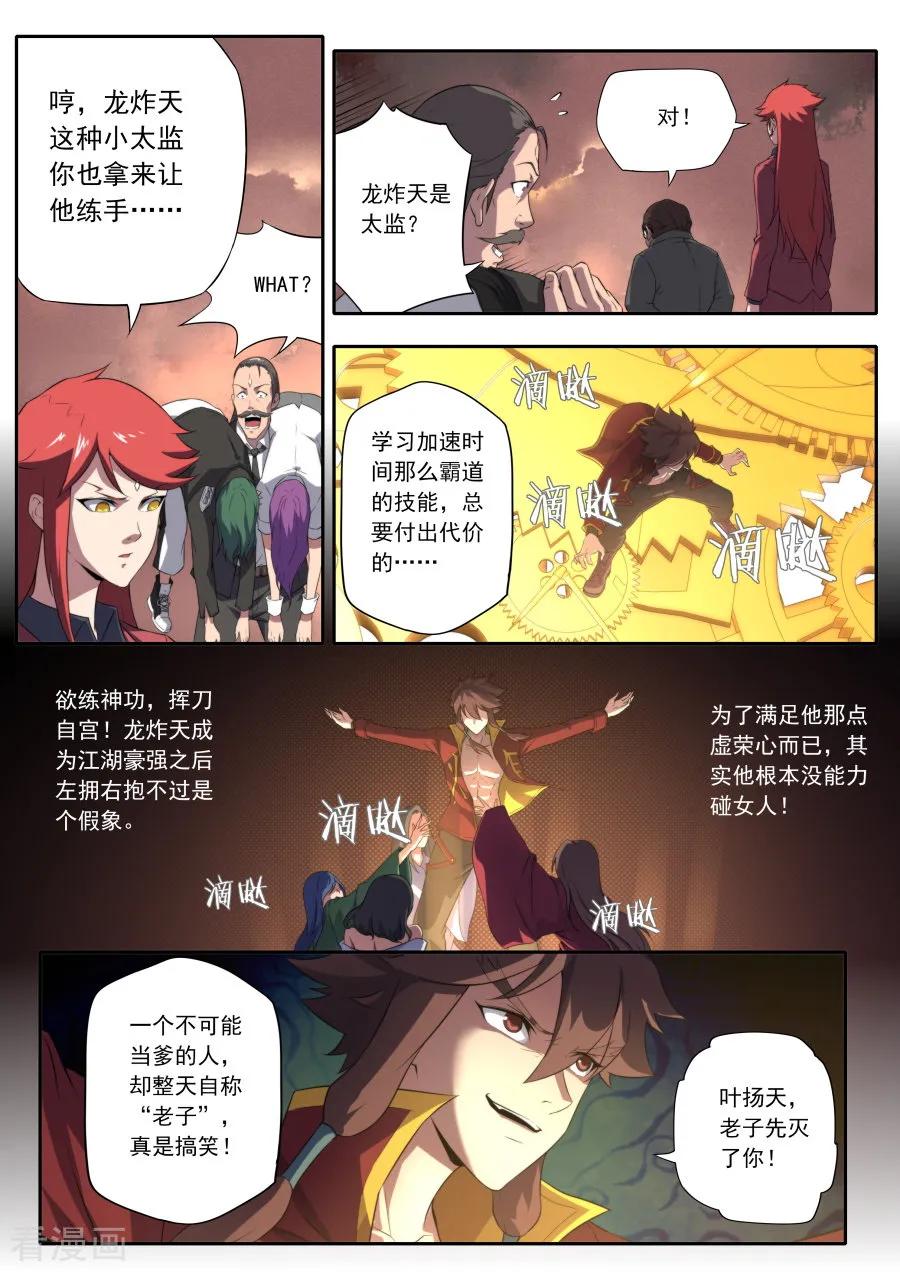 哼，龙炸天
这种小太监
你也拿来让
他练手……
WHAT？
对！
龙炸天是
太监？
学习加速时
间那么霸道
的技能，总
要付出代价
的……
滴哒
滴哒
滴哒
欲练神功，挥刀
自宫！龙炸天成
为江湖豪强之后
左拥右抱不过是
个假象。
为了满足他那点
虚荣心而已，其
实他根本没能力
碰女人！
滴哒
滴哒
滴哒
一个不可能
当爹的人，
却整天自称
“老子”，
真是搞笑！
叶扬天，
老子先灭
了你！
看漫画